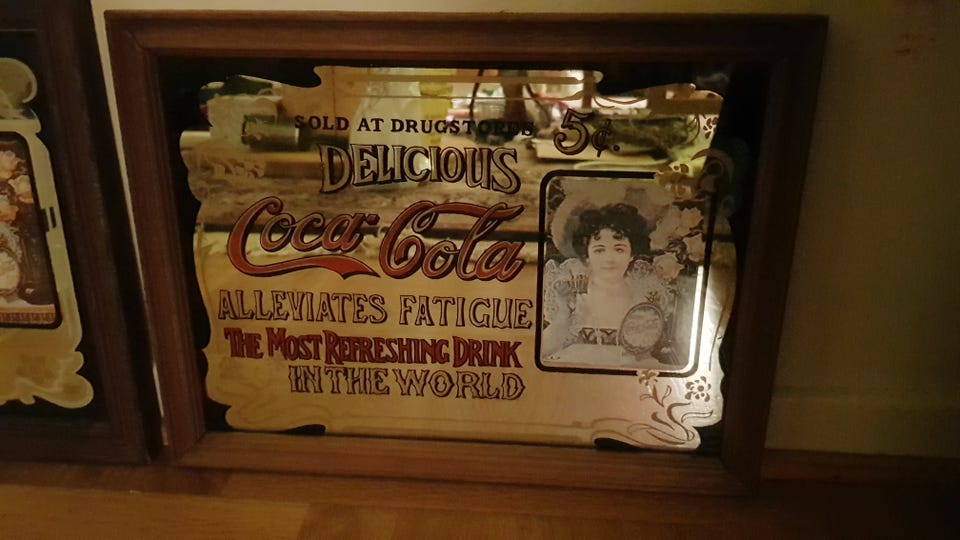 SOLD AT DRUGSTORES 5¢.
DELICIOUS
Coca-Cola
ALLEVIATES FATIGUE
THE MOST REFRESHING DRINK
IN THE WORLD